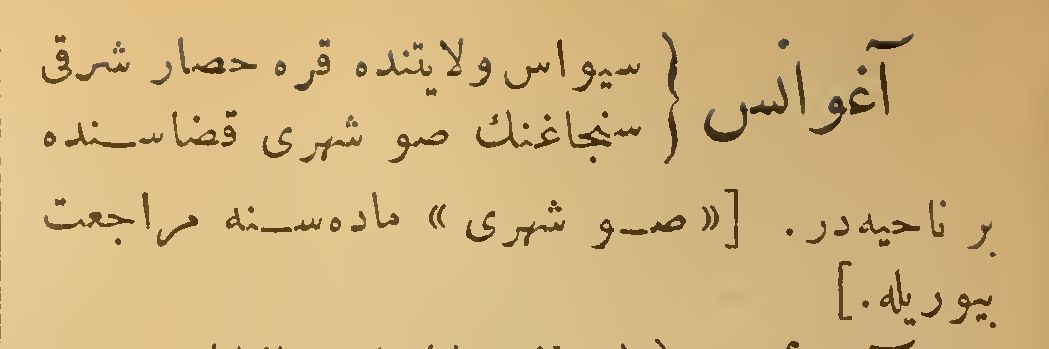 آغوانس { سیواس ولایتنده قره حصار شرقی
سنجاغنك صو شهری قضاسنده
بر ناحیه‌در. [«صو شهری» ماده‌سنه مراجعت
بیوریله.]